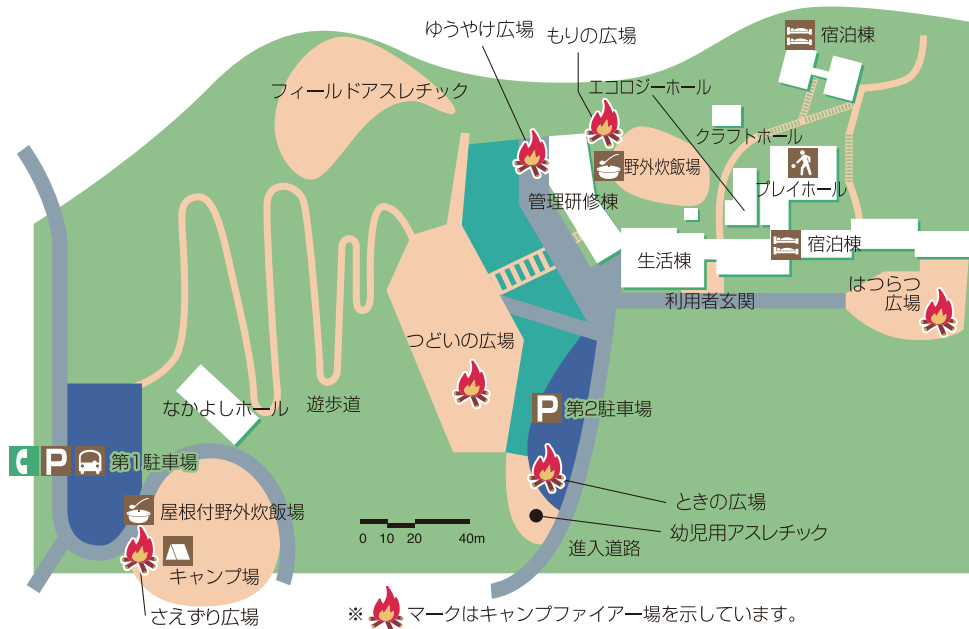 ゆうやけ広場
もりの広場
宿泊棟
フィールドアスレチック
エコロジーホール
クラフトホール
野外炊飯場
プレイホール
管理研修棟
生活棟
宿泊棟
はつらつ
広場
利用者玄関
つどいの広場
なかよしホール
遊歩道
P
第2駐車場
P
第1駐車場
屋根付野外炊飯場
ときの広場
幼児用アスレチック
0 10 20 40m
進入道路
キャンプ場
さえずり広場
※ マークはキャンプファイアー場を示しています。